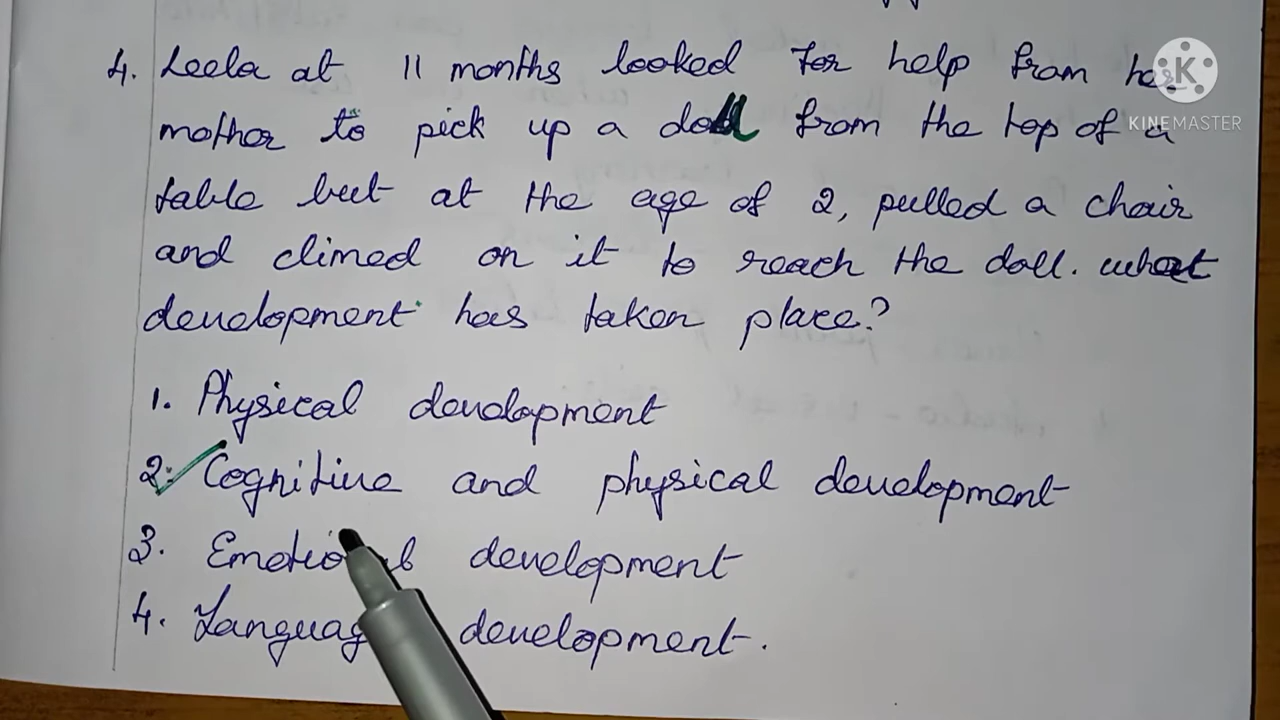 4. Leela at 11 months looked for help from her
KINEMASTER
mother to pick up a doll from the top of a
table but at the age of 2, pulled a chair
and climed on it to reach the doll. what
development has taken place?
1. Physical development
2. Cognitive and physical development
3. Emotional development
4. Language development.